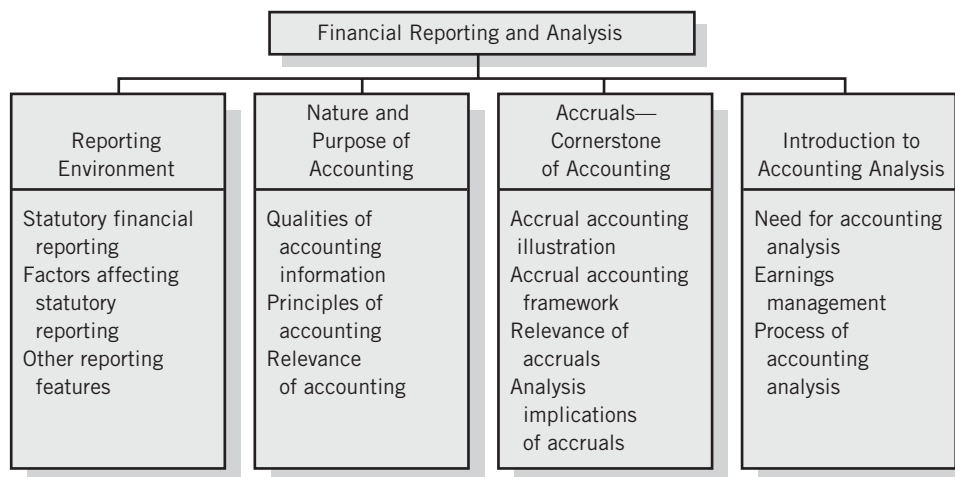 Financial Reporting and Analysis
Reporting
Environment
Statutory financial
reporting
Factors affecting
statutory
reporting
Other reporting
features
Nature and
Purpose of
Accounting
Qualities of
accounting
information
Principles of
accounting
Relevance
of accounting
Accruals—
Cornerstone
of Accounting
Accrual accounting
illustration
Accrual accounting
framework
Relevance of
accruals
Analysis
implications
of accruals
Introduction to
Accounting Analysis
Need for accounting
analysis
Earnings
management
Process of
accounting
analysis